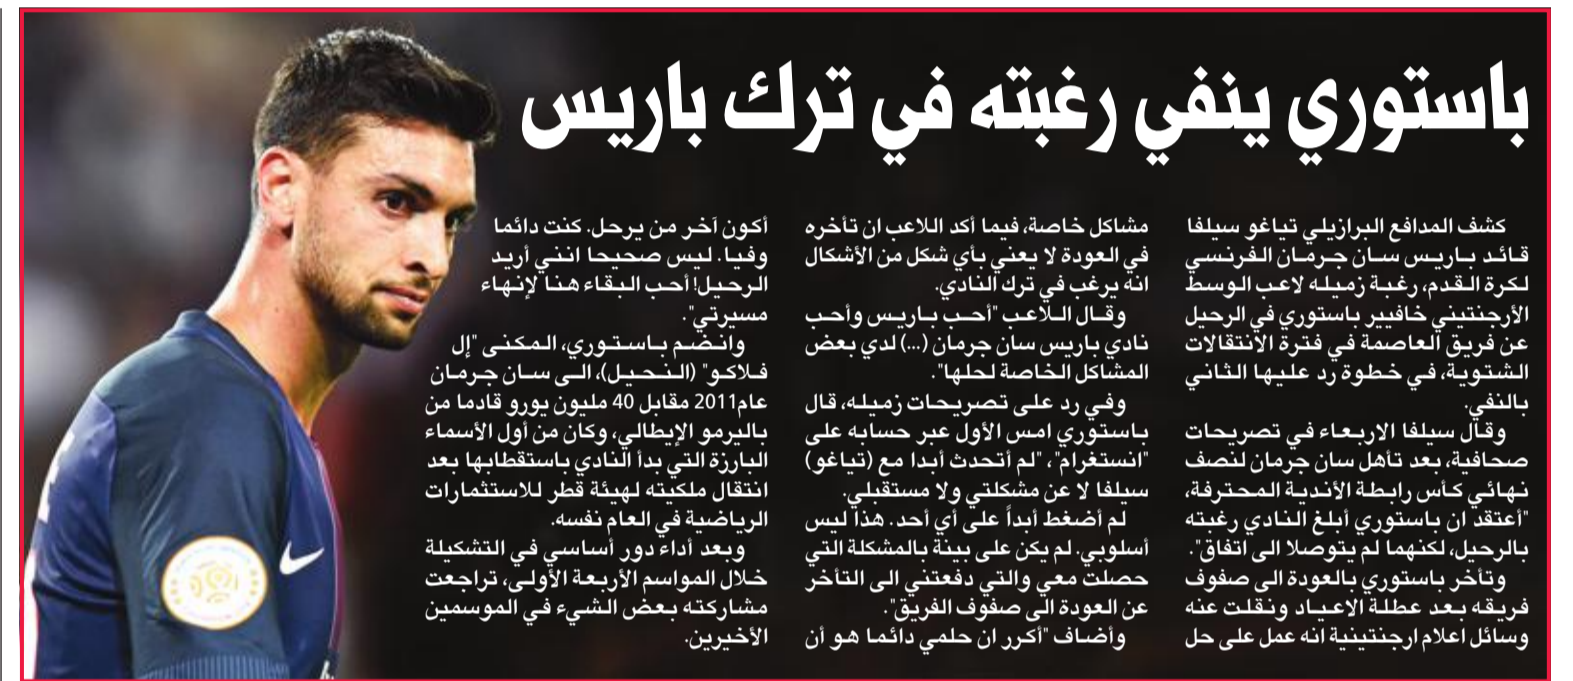 باستوري ينفي رغبته في ترك باريس
كشف المدافع البرازيلي تياغو سيلفا
قائد باريس سان جرمان الفرنسي
لكرة القدم، رغبة زميله لاعب الوسط
الأرجنتيني خافيير باستوري في الرحيل
عن فريق العاصمة في فترة الانتقالات
الشتوية، في خطوة رد عليها الثاني
بالنفي.
وقال سيلفا الاربعاء في تصريحات
صحافية، بعد تأهل سان جرمان لنصف
نهائي كأس رابطة الأندية المحترفة،
"أعتقد ان باستوري أبلغ النادي رغبته
بالرحيل، لكنهما لم يتوصلا الى اتفاق".
وتأخر باستوري بالعودة الى صفوف
فريقه بعد عطلة الاعياد ونقلت عنه
وسائل اعلام ارجنتينية انه عمل على حل
مشاكل خاصة، فيما أكد اللاعب ان تأخره
في العودة لا يعني بأي شكل من الأشكال
انه يرغب في ترك النادي.
وقال اللاعب "أحب باريس وأحب
نادي باريس سان جرمان (...) لدي بعض
المشاكل الخاصة لحلها".
وفي رد على تصريحات زميله، قال
باستوري امس الأول عبر حسابه على
"انستغرام"، "لم أتحدث أبدا مع (تياغو)
سيلفا لا عن مشكلتي ولا مستقبلي.
لم أضغط أبداً على أي أحد. هذا ليس
أسلوبي. لم يكن على بينة بالمشكلة التي
حصلت معي والتي دفعتني الى التأخر
عن العودة الى صفوف الفريق".
وأضاف "أكرر ان حلمي دائما هو أن
أكون آخر من يرحل. كنت دائما
وفيا. ليس صحيحا انني أريد
الرحيل! أحب البقاء هنا لإنهاء
مسيرتي".
وانضم باستوري، المكنى "إل
فلاكو" (النحيل)، الى سان جرمان
عام2011 مقابل 40 مليون يورو قادما من
باليرمو الإيطالي، وكان من أول الأسماء
البارزة التي بدأ النادي باستقطابها بعد
انتقال ملكيته لهيئة قطر للاستثمارات
الرياضية في العام نفسه.
وبعد أداء دور أساسي في التشكيلة
خلال المواسم الأربعة الأولى، تراجعت
مشاركته بعض الشيء في الموسمين
الأخيرين.